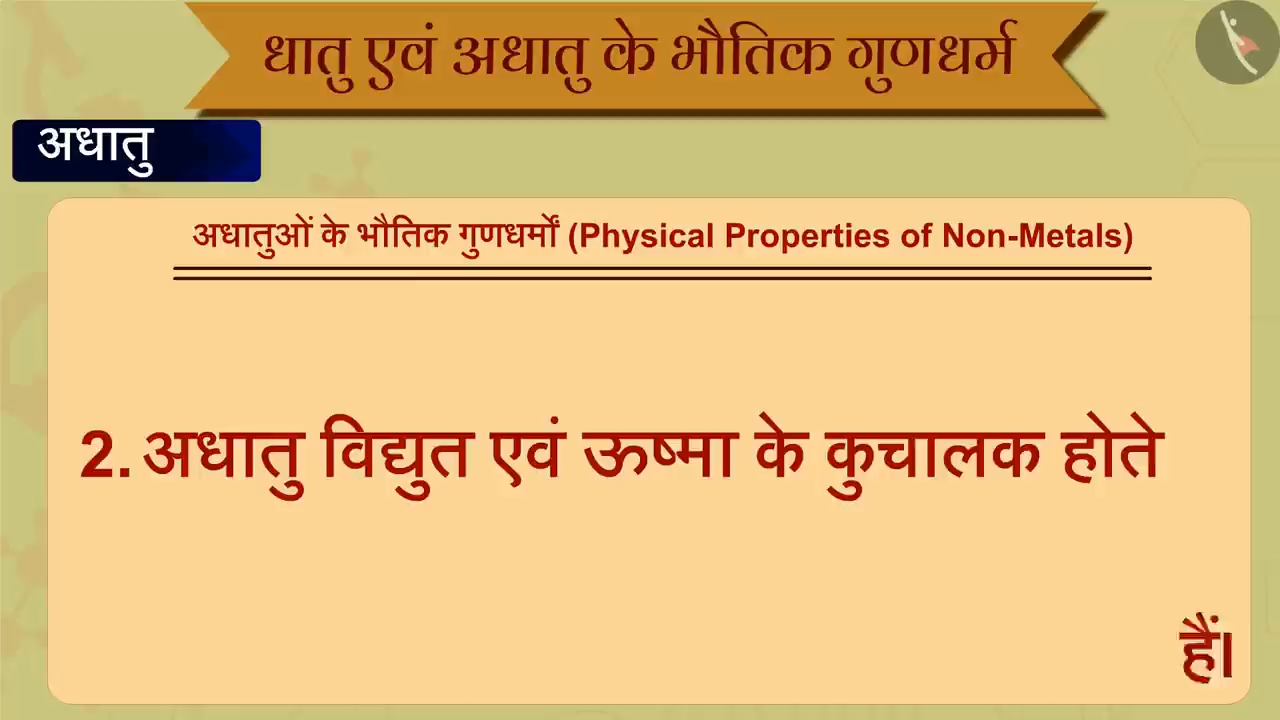 धातु एवं अधातु के भौतिक गुणधर्म
अधातु
अधातुओं के भौतिक गुणधर्मों (Physical Properties of Non-Metals)
2. अधातु विद्युत एवं ऊष्मा के कुचालक होते
हैं।